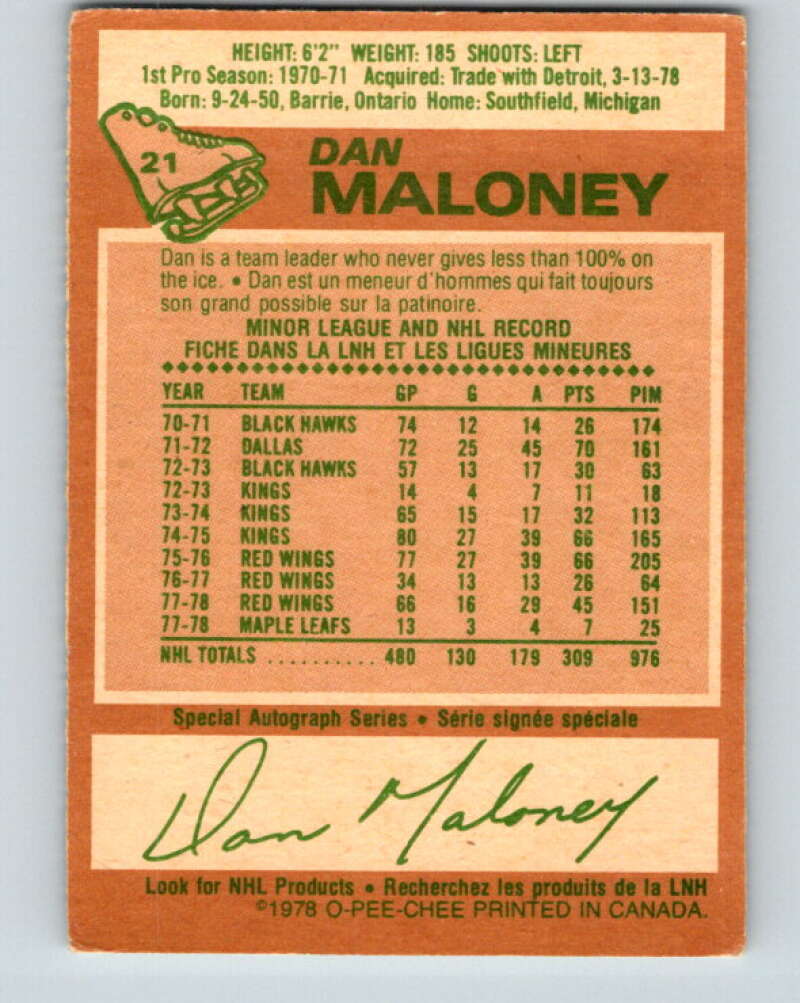 HEIGHT: 6'2" WEIGHT: 185 SHOOTS: LEFT
1st Pro Season: 1970-71 Acquired: Trade with Detroit, 3-13-78
Born: 9-24-50, Barrie, Ontario Home: Southfield, Michigan
21
DAN
MALONEY
Dan is a team leader who never gives less than 100% on
the ice. • Dan est un meneur d'hommes qui fait toujours
son grand possible sur la patinoire.
MINOR LEAGUE AND NHL RECORD
FICHE DANS LA LNH ET LES LIGUES MINEURES
YEAR TEAM GP G A PTS PIM
70-71 BLACK HAWKS 74 12 14 26 174
71-72 DALLAS 72 25 45 70 161
72-73 BLACK HAWKS 57 13 17 30 63
72-73 KINGS 14 4 7 11 18
73-74 KINGS 65 15 17 32 113
74-75 KINGS 80 27 39 66 165
75-76 RED WINGS 77 27 39 66 205
76-77 RED WINGS 34 13 13 26 64
77-78 RED WINGS 66 16 29 45 151
77-78 MAPLE LEAFS 13 3 4 7 25
NHL TOTALS .......... 480 130 179 309 976
Special Autograph Series • Série signée spéciale
Dan Maloney
Look for NHL Products • Recherchez les produits de la LNH
©1978 O-PEE-CHEE PRINTED IN CANADA.